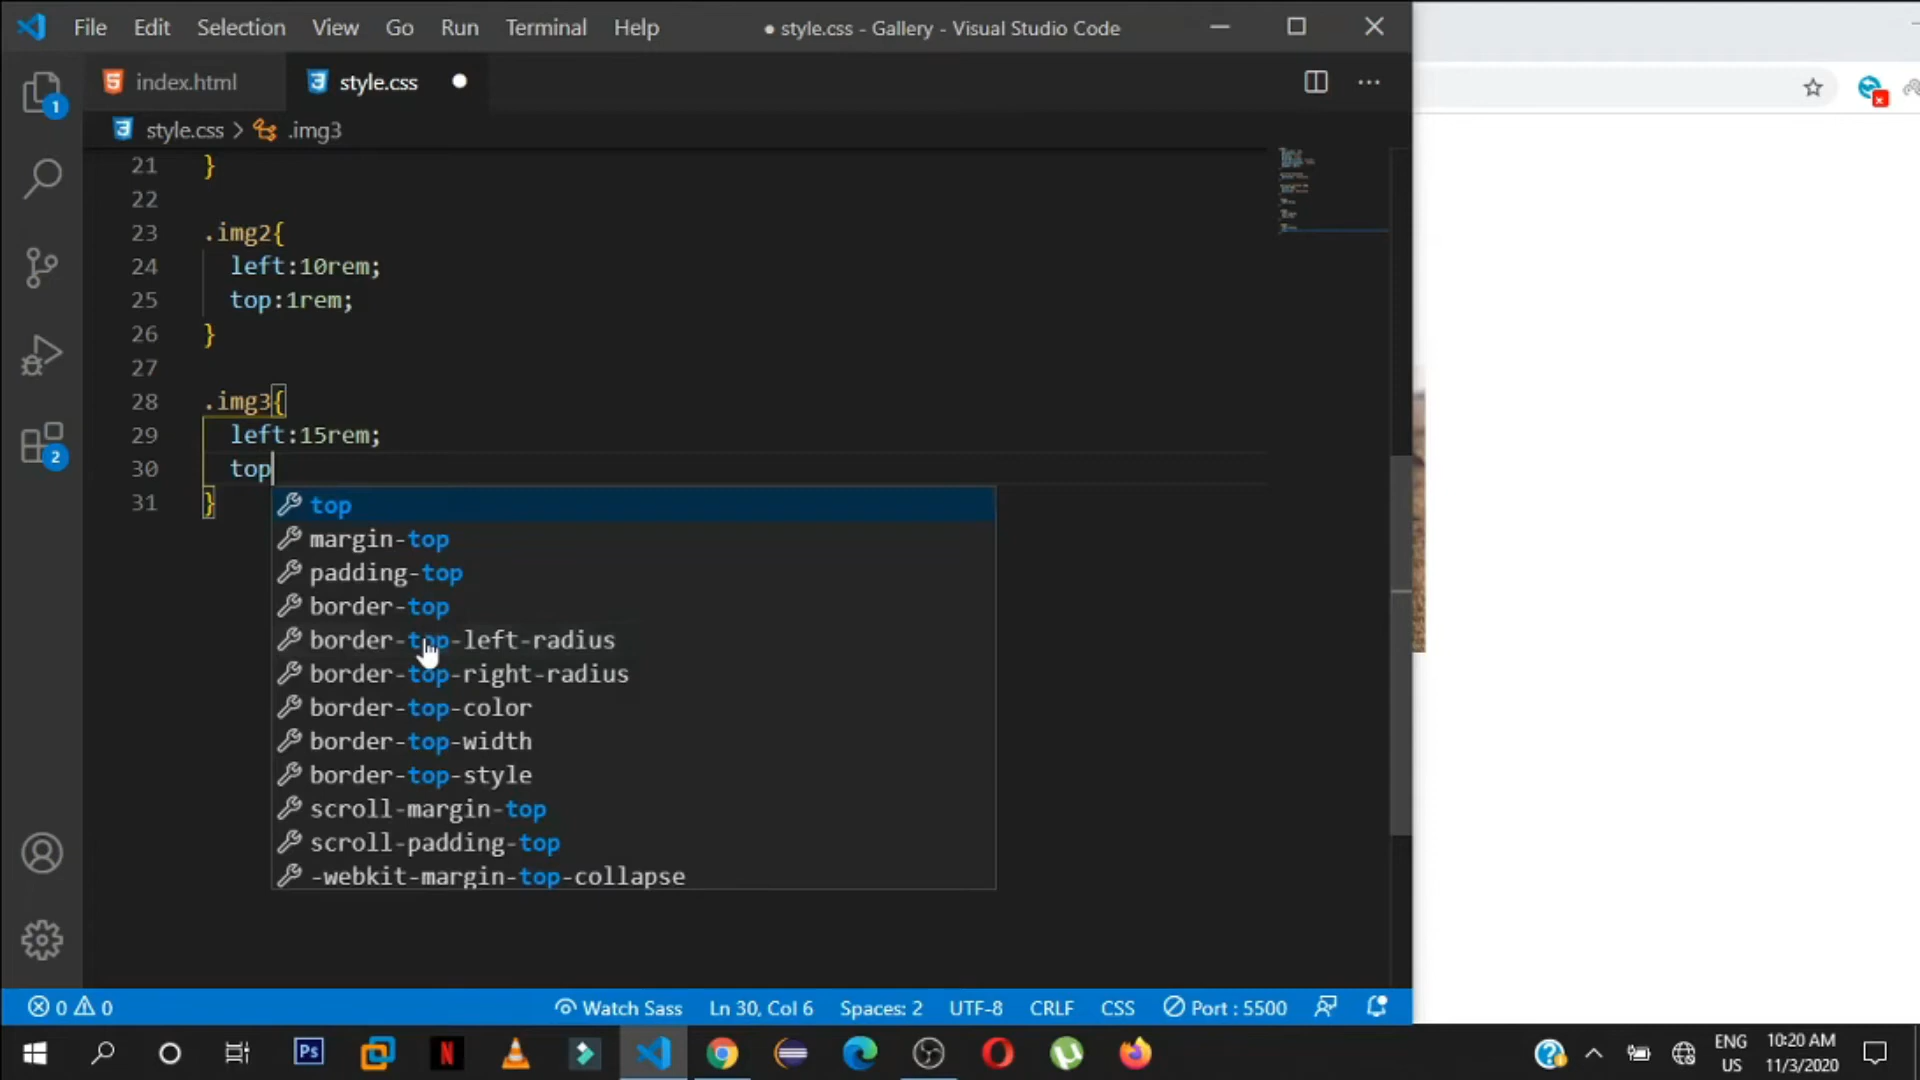 File Edit Selection View Go Run Terminal Help ● style.css - Gallery - Visual Studio Code
index.html style.css
style.css > .img3
21 }
22
23 .img2{
24 left:10rem;
25 top:1rem;
26 }
27
28 .img3{
29 left:15rem;
30 top
31 }
top
margin-top
padding-top
border-top
border-top-left-radius
border-top-right-radius
border-top-color
border-top-width
border-top-style
scroll-margin-top
scroll-padding-top
-webkit-margin-top-collapse
1
2
0 0 Watch Sass Ln 30, Col 6 Spaces: 2 UTF-8 CRLF CSS Port : 5500
Ps N ENG 10:20 AM
US 11/3/2020